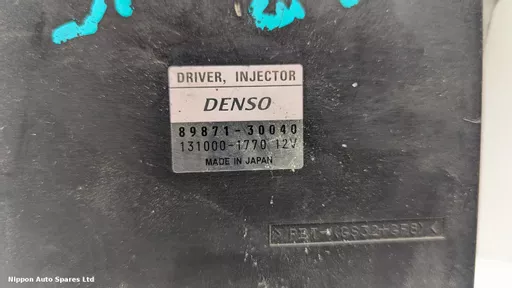 DRIVER, INJECTOR
DENSO
89871-30040
131000-1770 12V
MADE IN JAPAN
Nippon Auto Spares Ltd